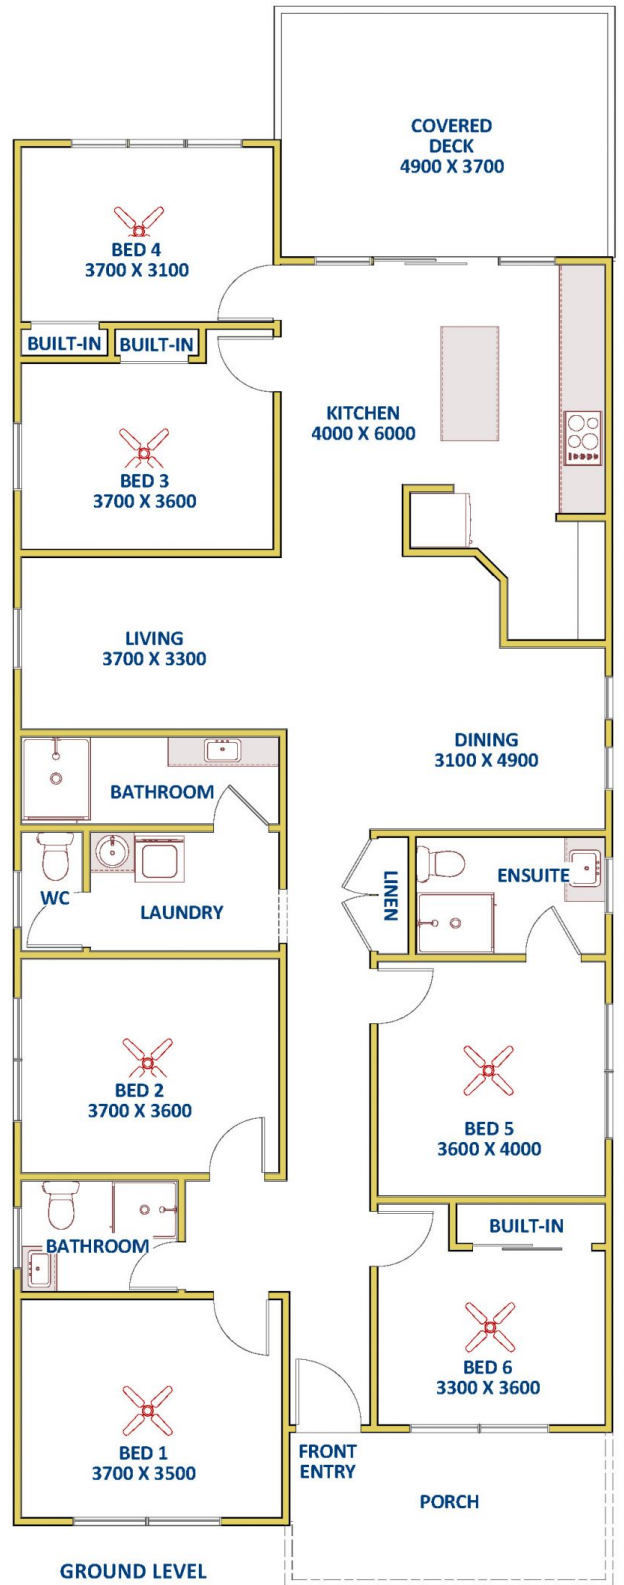 COVERED
DECK
4900 X 3700
BED 4
3700 X 3100
BUILT-IN
BUILT-IN
KITCHEN
4000 X 6000
BED 3
3700 X 3600
LIVING
3700 X 3300
DINING
3100 X 4900
BATHROOM
WC
LAUNDRY
LINEN
ENSUITE
BED 2
3700 X 3600
BED 5
3600 X 4000
BATHROOM
BUILT-IN
BED 6
3300 X 3600
BED 1
3700 X 3500
FRONT
ENTRY
PORCH
GROUND LEVEL